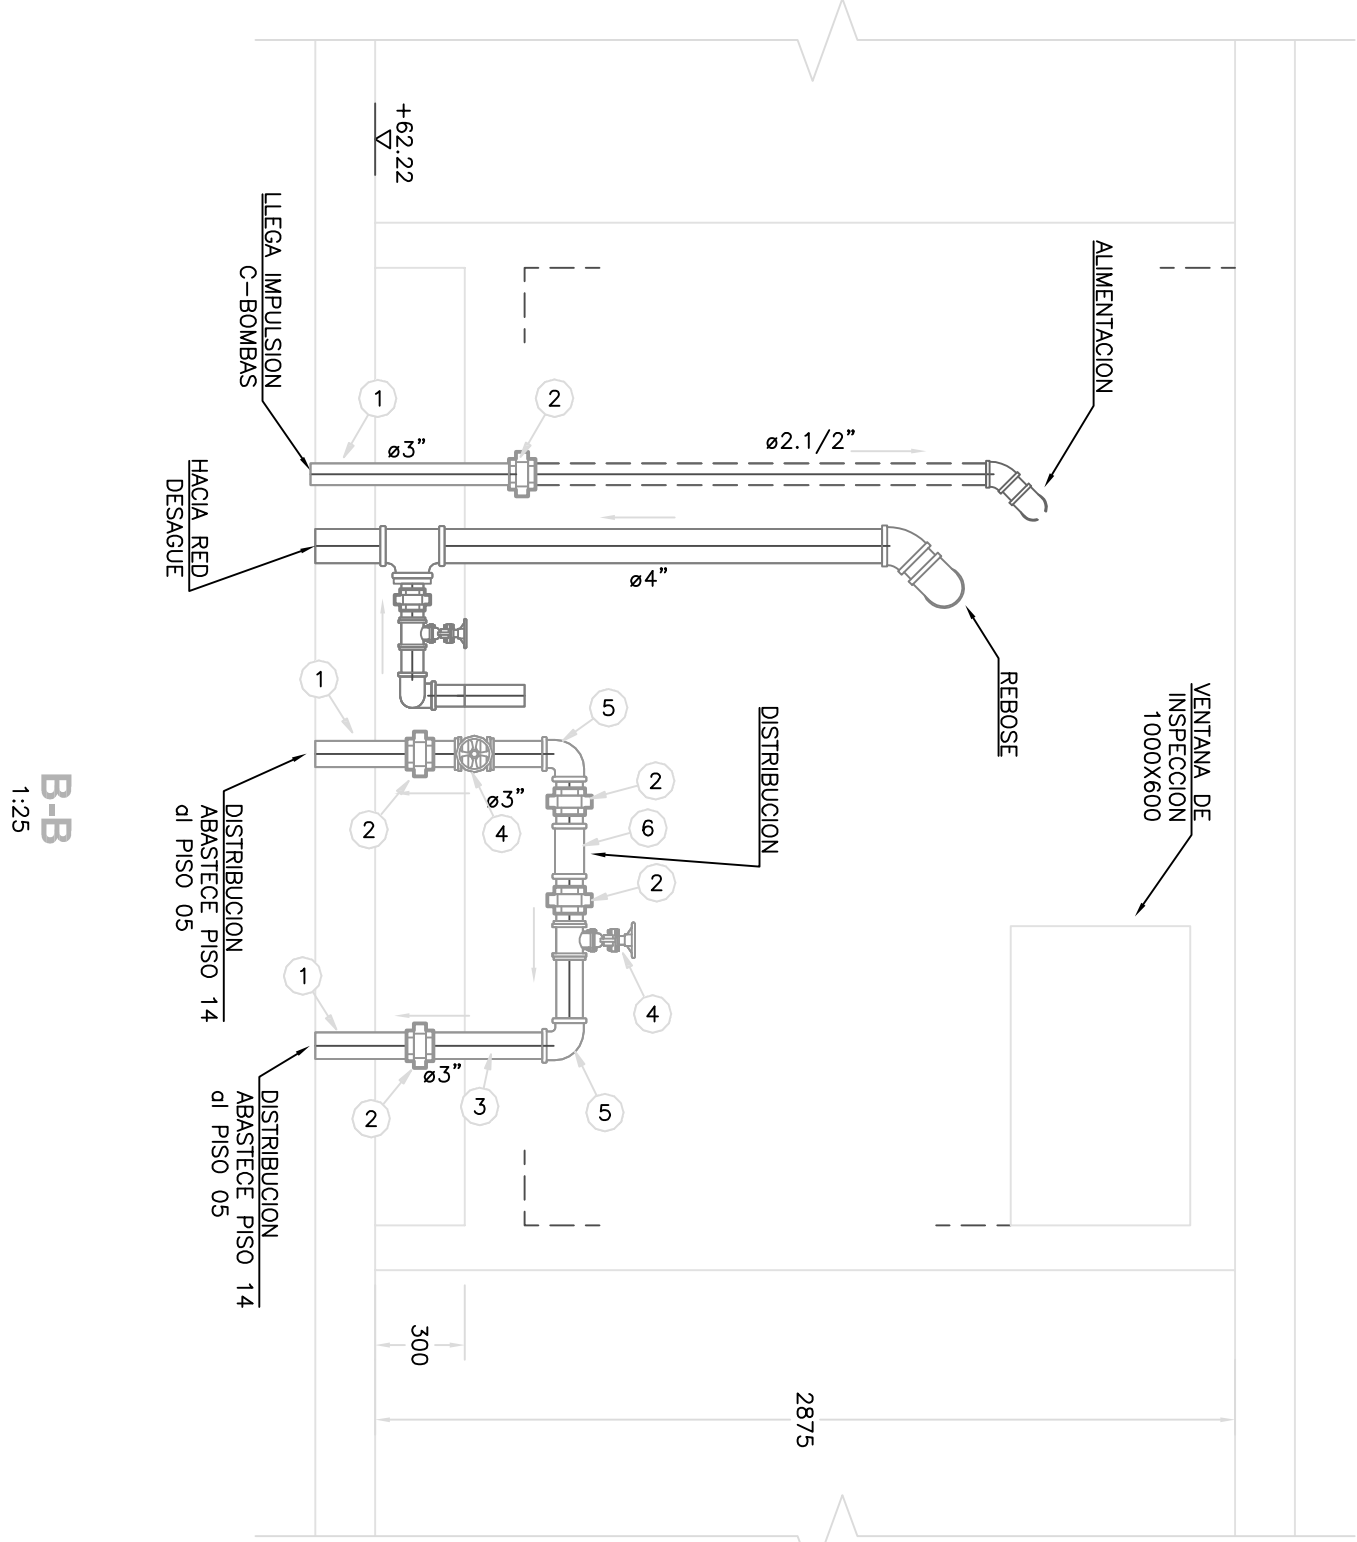 +62.22
LLEGA IMPULSION
C-BOMBAS
ALIMENTACION
1
2
ø3”
ø2.1/2”
HACIA RED
DESAGUE
ø4”
REBOSE
VENTANA DE
INSPECCION
1000X600
DISTRIBUCION
1
5
2
6
2
4
2
ø3”
4
DISTRIBUCION
ABASTECE PISO 14
al PISO 05
1
2
ø3”
3
5
DISTRIBUCION
ABASTECE PISO 14
al PISO 05
300
2875
B-B
1:25